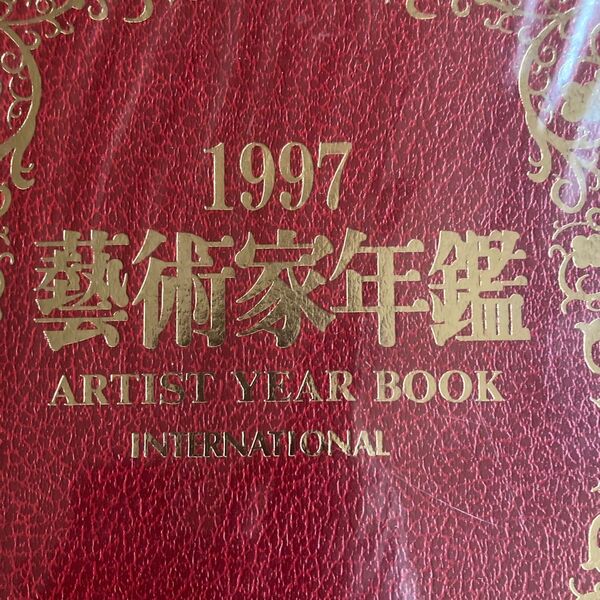 1997
藝術家年鑑
ARTIST YEAR BOOK
INTERNATIONAL